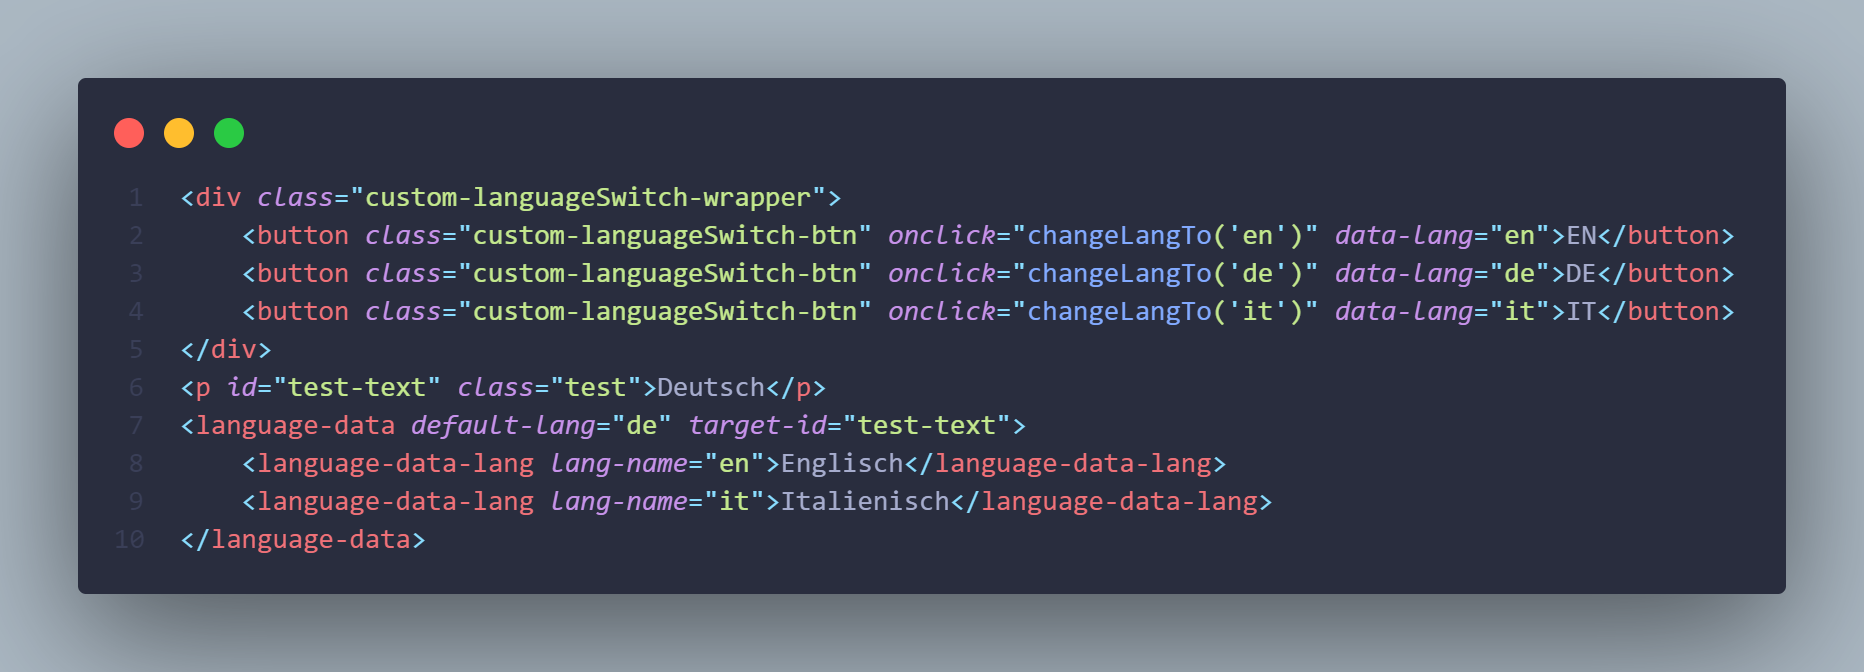 1 <div class="custom-languageSwitch-wrapper">
2     <button class="custom-languageSwitch-btn" onclick="changeLangTo('en')" data-lang="en">EN</button>
3     <button class="custom-languageSwitch-btn" onclick="changeLangTo('de')" data-lang="de">DE</button>
4     <button class="custom-languageSwitch-btn" onclick="changeLangTo('it')" data-lang="it">IT</button>
5 </div>
6 <p id="test-text" class="test">Deutsch</p>
7 <language-data default-lang="de" target-id="test-text">
8     <language-data-lang lang-name="en">Englisch</language-data-lang>
9     <language-data-lang lang-name="it">Italienisch</language-data-lang>
10 </language-data>